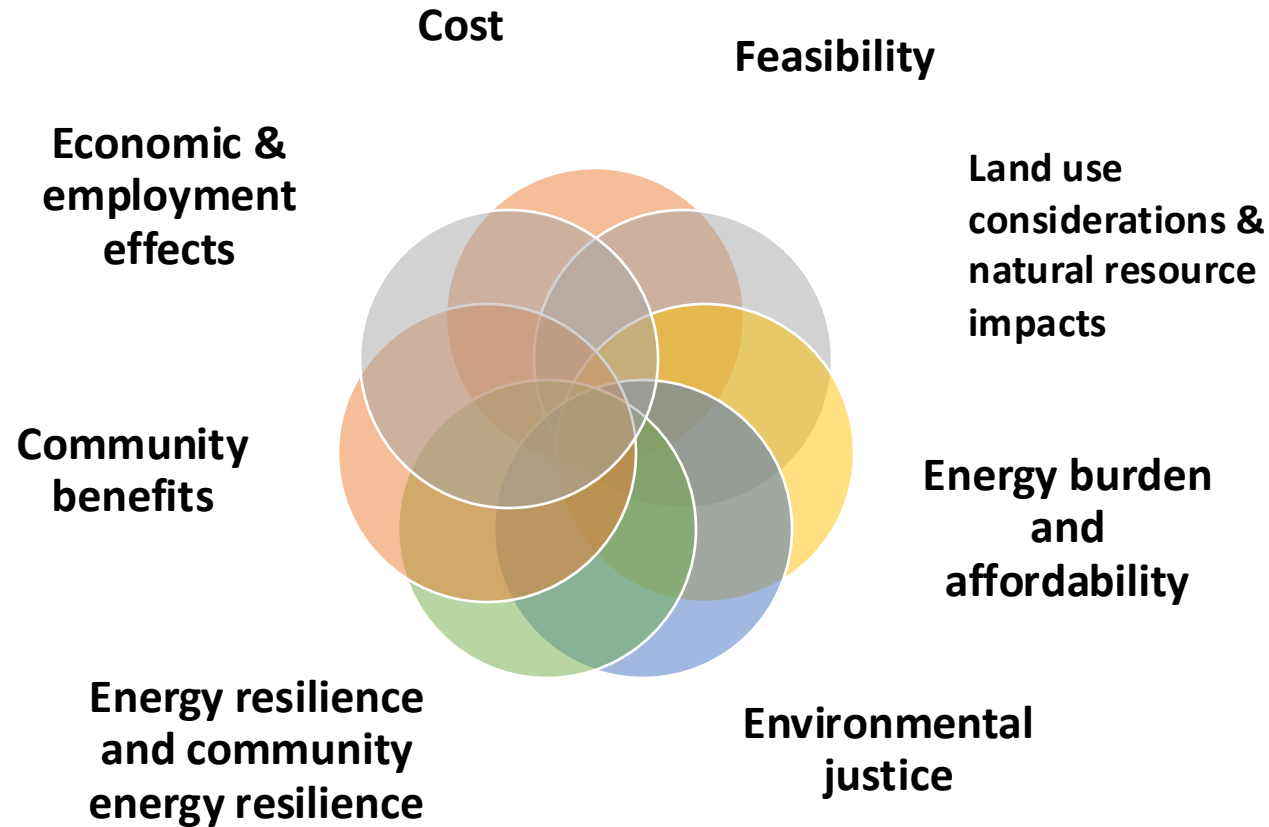 Cost
Feasibility
Economic &
employment
effects
Land use
considerations &
natural resource
impacts
Community
benefits
Energy burden
and
affordability
Energy resilience
and community
energy resilience
Environmental
justice